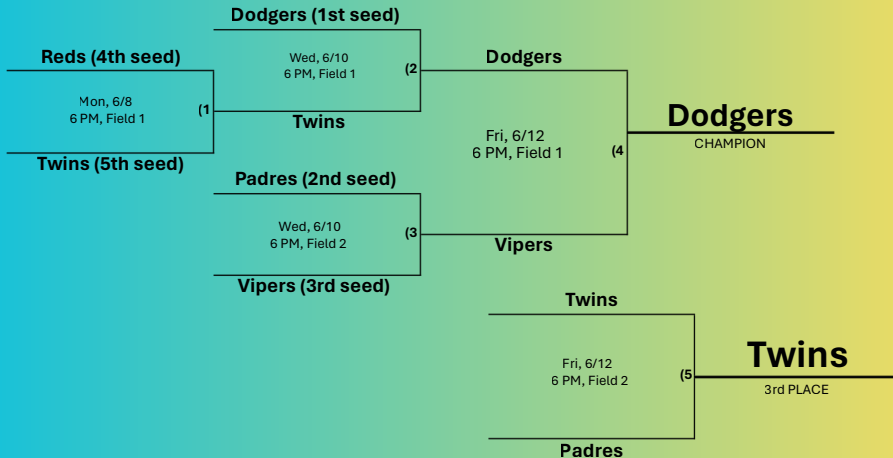 Dodgers (1st seed)
Reds (4th seed)
Wed, 6/10
6 PM, Field 1
(2
Dodgers
Mon, 6/8
6 PM, Field 1
(1
Twins
Twins (5th seed)
Fri, 6/12
6 PM, Field 1
(4
Dodgers
CHAMPION
Padres (2nd seed)
Wed, 6/10
6 PM, Field 2
(3
Vipers
Vipers (3rd seed)
Twins
Fri, 6/12
6 PM, Field 2
(5
Twins
3rd PLACE
Padres